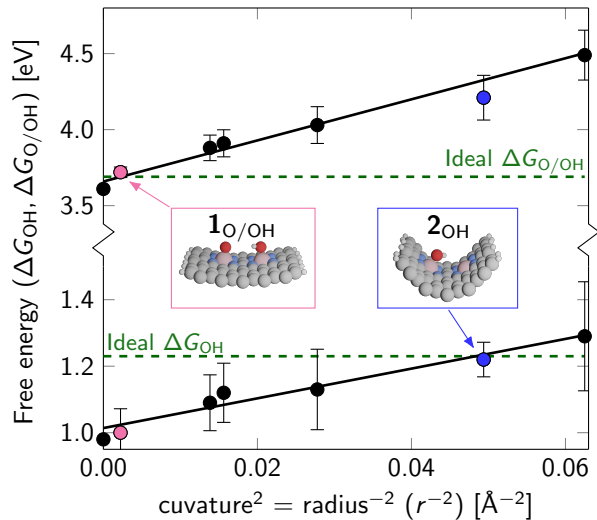 Free energy (ΔG_OH, ΔG_O/OH) [eV]
4.5
4.0
3.5
Ideal ΔG_O/OH
1_O/OH
2_OH
1.4
Ideal ΔG_OH
1.2
1.0
0.00
0.02
0.04
0.06
cuvature² = radius⁻² (r⁻²) [Å⁻²]